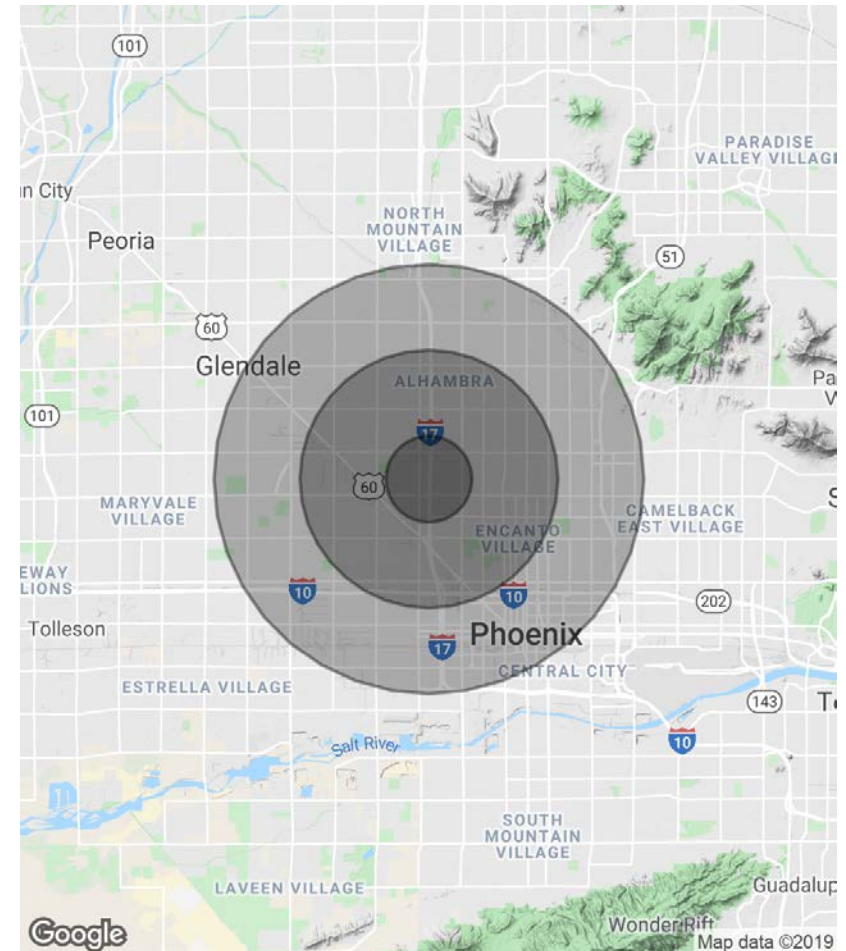 101
PARADISE
VALLEY VILLAGE
n City
NORTH
MOUNTAIN
VILLAGE
Peoria
51
60
Glendale
Pa
V
ALHAMBRA
101
17
60
S
MARYVALE
VILLAGE
CAMELBACK
EAST VILLAGE
ENCANTO
VILLAGE
EWAY
LIONS
10
10
202
Tolleson
Phoenix
17
CENTRAL CITY
ESTRELLA VILLAGE
143
T
Salt River
10
SOUTH
MOUNTAIN
VILLAGE
LAVEEN VILLAGE
Guadalup
Wonder Rift
Google
Map data ©2019